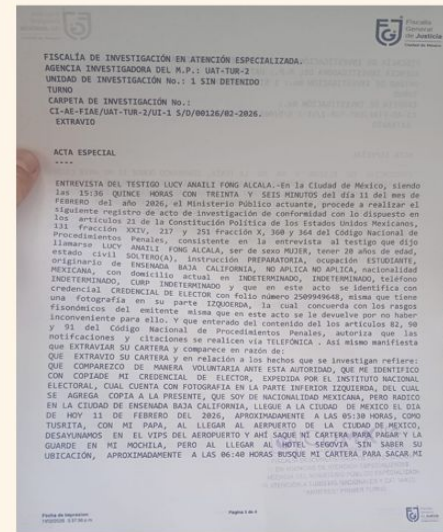 Fiscalía
General
de Justicia
Ciudad de México
FISCALÍA DE INVESTIGACIÓN EN ATENCIÓN ESPECIALIZADA.
AGENCIA INVESTIGADORA DEL M.P.: UAT-TUR-2
UNIDAD DE INVESTIGACIÓN No.: 1 SIN DETENIDO
TURNO
CARPETA DE INVESTIGACIÓN No.:
CI-AE-FIAE/UAT-TUR-2/UI-1 S/D/00126/02-2026.
EXTRAVIO
ACTA ESPECIAL
----
ENTREVISTA DEL TESTIGO LUCY ANAILI FONG ALCALA.-En la Ciudad de México, siendo
las 15:36 QUINCE HORAS CON TREINTA Y SEIS MINUTOS del día 11 del mes de
FEBRERO del año 2026, el Ministerio Público actuante, procede a realizar el
siguiente registro de acto de investigación de conformidad con lo dispuesto en
los artículos 21 de la Constitución Política de los Estados Unidos Mexicanos,
131 fracción XXIV, 217 y 251 fracción X, 360 y 364 del Código Nacional de
Procedimientos Penales, consistente en la entrevista al testigo que dijo
llamarse LUCY ANAILI FONG ALCALA, ser de sexo MUJER, tener 20 años de edad,
estado civil SOLTERO(A), instrucción PREPARATORIA, ocupación ESTUDIANTE,
originario de ENSENADA BAJA CALIFORNIA, NO APLICA NO APLICA, nacionalidad
MEXICANA, con domicilio actual en INDETERMINADO, INDETERMINADO, teléfono
INDETERMINADO, CURP INDETERMINADO y que en este acto se identifica con
credencial CREDENCIAL DE ELECTOR con folio número 2509949648, misma que tiene
una fotografía en su parte IZQUIERDA, la cual concuerda con los rasgos
fisonómicos del emitente misma que en este acto se le devuelve por no haber
inconveniente para ello. Y que enterado del contenido de los artículos 82, 90
y 91 del Código Nacional de Procedimientos Penales, autoriza que las
notificaciones y citaciones se realicen vía TELEFÓNICA . Así mismo manifiesta
que EXTRAVIAR SU CARTERA y comparece en razón de:
QUE EXTRAVIO SU CARTERA y en relación a los hechos que se investigan refiere:
QUE COMPAREZCO DE MANERA VOLUNTARIA ANTE ESTA AUTORIDAD, QUE ME IDENTIFICO
CON COPIADE MI CREDENCIAL DE ELECTOR, EXPEDIDA POR EL INSTITUTO NACIONAL
ELECTORAL, CUAL CUENTA CON FOTOGRAFIA EN LA PARTE INFERIOR IZQUIERDA, DEL CUAL
SE AGREGA COPIA A LA PRESENTE, QUE SOY DE NACIONALIDAD MEXICANA, PERO RADICO
EN LA CIUDAD DE ENSENADA BAJA CALIFORNIA, LLEGUE A LA CIUDAD DE MEXICO EL DIA
DE HOY 11 DE FEBRERO DEL 2026, APROXIMADAMENTE A LAS 05:30 HORAS, COMO
TUSRITA, CON MI PAPA, AL LLEGAR AL AERPUERTO DE LA CIUDAD DE MEXICO,
DESAYUNAMOS EN EL VIPS DEL AEROPUERTO Y AHI SAQUE MI CARTERA PARA PAGAR Y LA
GUARDE EN MI MOCHILA, PERO AL LLEGAR AL HOTEL SEGOVIA SIN SABER SU
UBICACIÓN, APROXIMADAMENTE A LAS 06:40 HORAS BUSQUE MI CARTERA PARA SACAR MI
Fecha de impresión:
Página 1 de 4